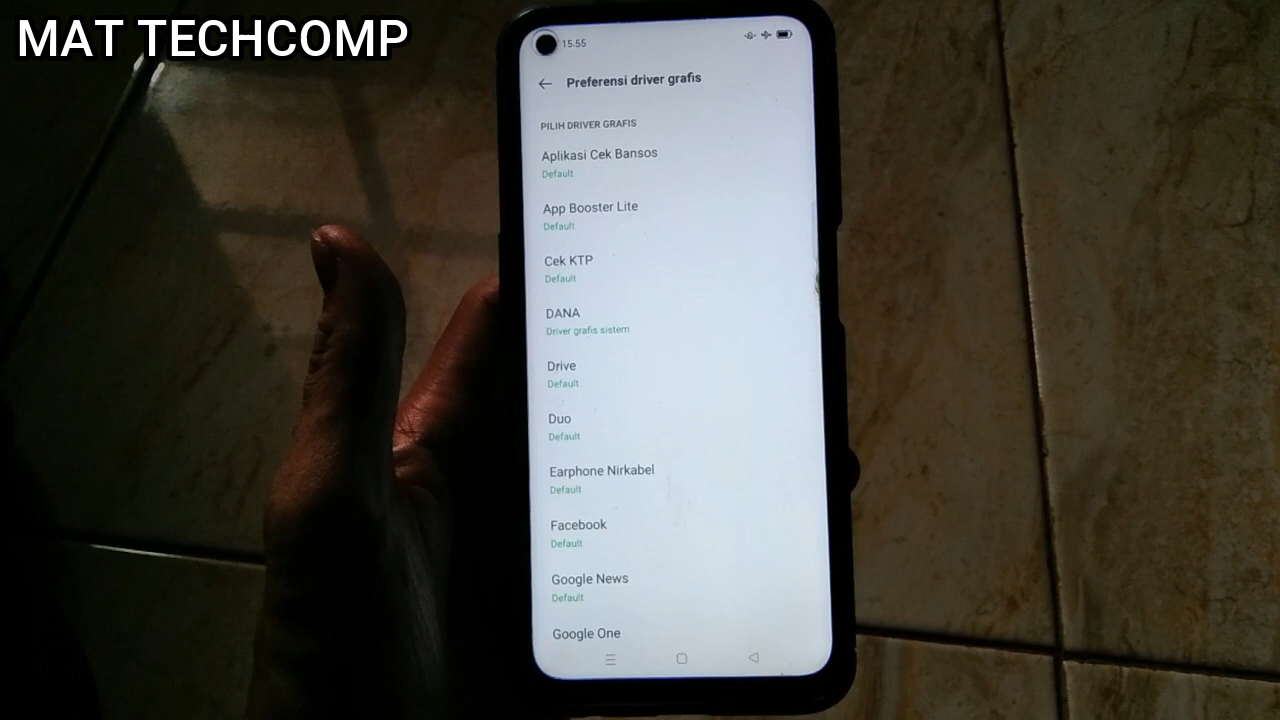 MAT TECHCOMP
15.55
Preferensi driver grafis
PILIH DRIVER GRAFIS
Aplikasi Cek Bansos
Default
App Booster Lite
Default
Cek KTP
Default
DANA
Driver grafis sistem
Drive
Default
Duo
Default
Earphone Nirkabel
Default
Facebook
Default
Google News
Default
Google One